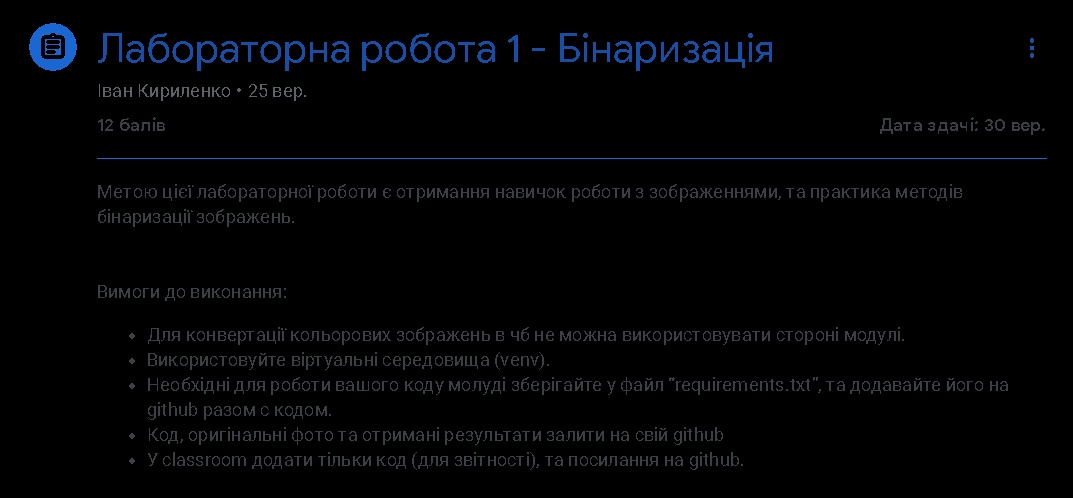 Лабораторна робота 1 - Бінаризація
Іван Кириленко • 25 вер.
12 балів
Дата здачі: 30 вер.
Метою цієї лабораторної роботи є отримання навичок роботи з зображеннями, та практика методів
бінаризації зображень.
Вимоги до виконання:
• Для конвертації кольорових зображень в чб не можна використовувати стороні модулі.
• Використовуйте віртуальні середовища (venv).
• Необхідні для роботи вашого коду молуді зберігайте у файл "requirements.txt", та додавайте його на
github разом с кодом.
• Код, оригінальні фото та отримані результати залити на свій github
• У classroom додати тільки код (для звітності), та посилання на github.